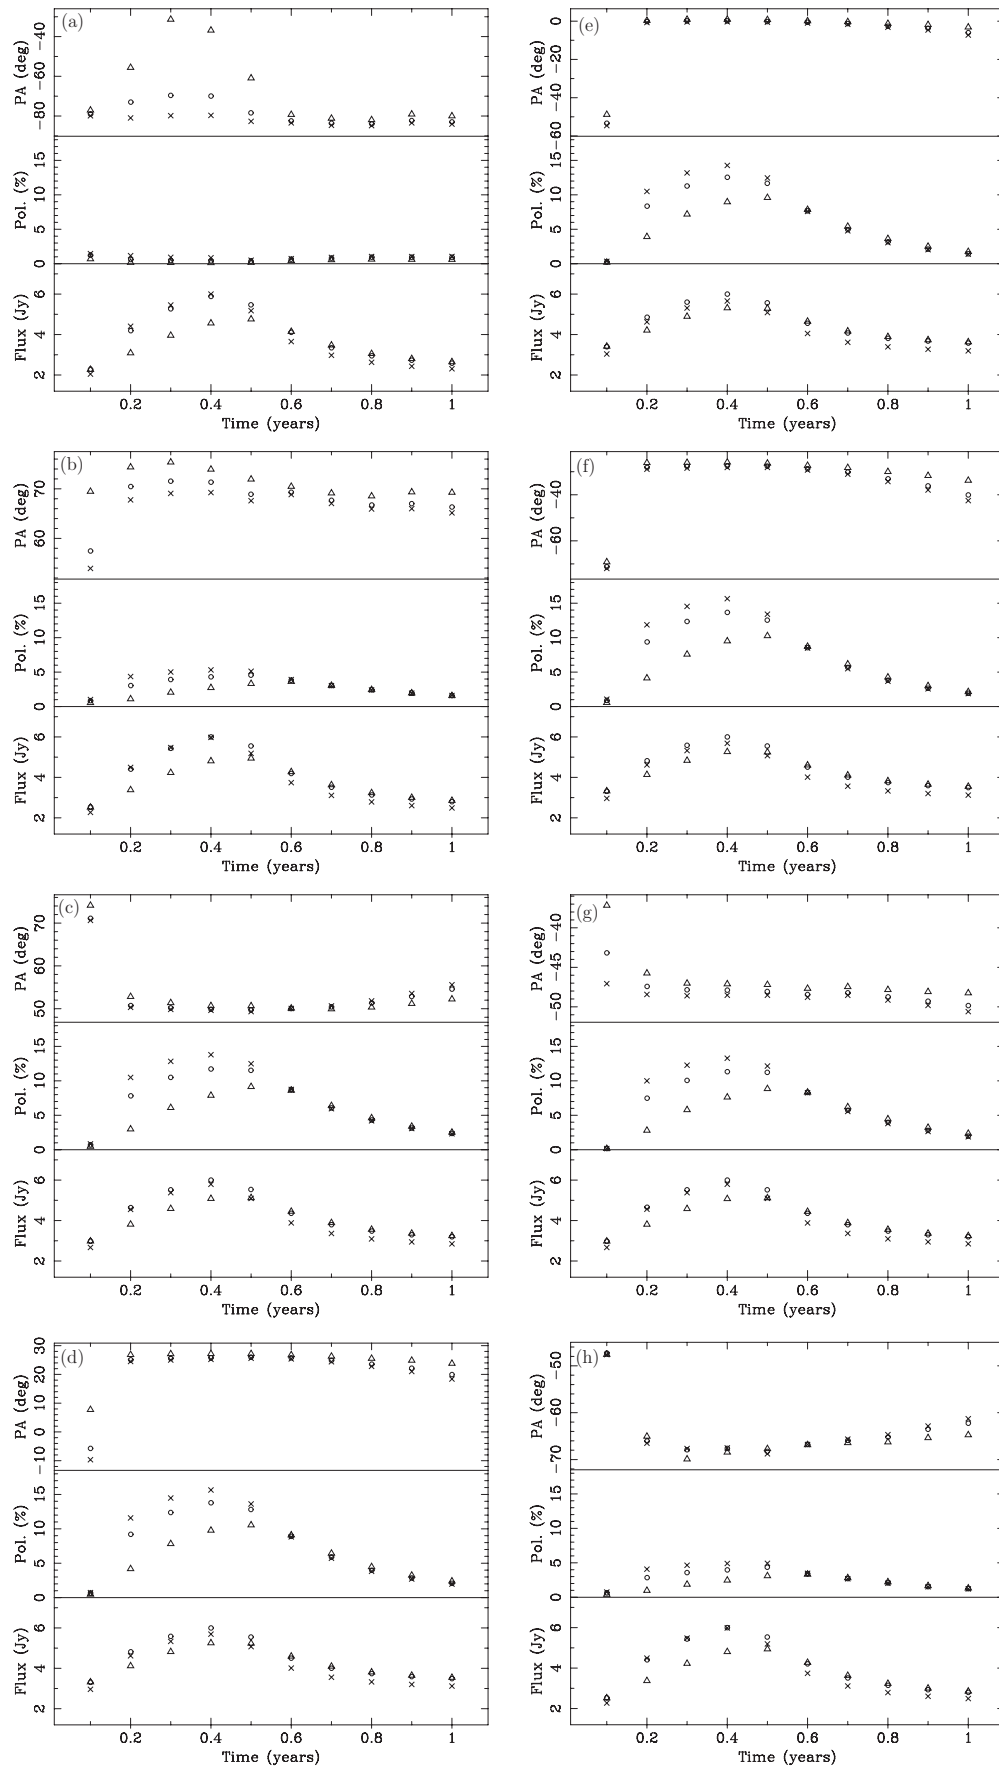 (a)
PA (deg)
−80 −60 −40
Pol. (%)
0 5 10 15
Flux (Jy)
2 4 6
0.2 0.4 0.6 0.8 1
Time (years)
(e)
PA (deg)
−60 −40 −20 0
Pol. (%)
0 5 10 15
Flux (Jy)
2 4 6
0.2 0.4 0.6 0.8 1
Time (years)
(b)
PA (deg)
60 70
Pol. (%)
0 5 10 15
Flux (Jy)
2 4 6
0.2 0.4 0.6 0.8 1
Time (years)
(f)
PA (deg)
−60 −40
Pol. (%)
0 5 10 15
Flux (Jy)
2 4 6
0.2 0.4 0.6 0.8 1
Time (years)
(c)
PA (deg)
50 60 70
Pol. (%)
0 5 10 15
Flux (Jy)
2 4 6
0.2 0.4 0.6 0.8 1
Time (years)
(g)
PA (deg)
−50 −45 −40
Pol. (%)
0 5 10 15
Flux (Jy)
2 4 6
0.2 0.4 0.6 0.8 1
Time (years)
(d)
PA (deg)
−10 0 10 20 30
Pol. (%)
0 5 10 15
Flux (Jy)
2 4 6
0.2 0.4 0.6 0.8 1
Time (years)
(h)
PA (deg)
−70 −60 −50
Pol. (%)
0 5 10 15
Flux (Jy)
2 4 6
0.2 0.4 0.6 0.8 1
Time (years)